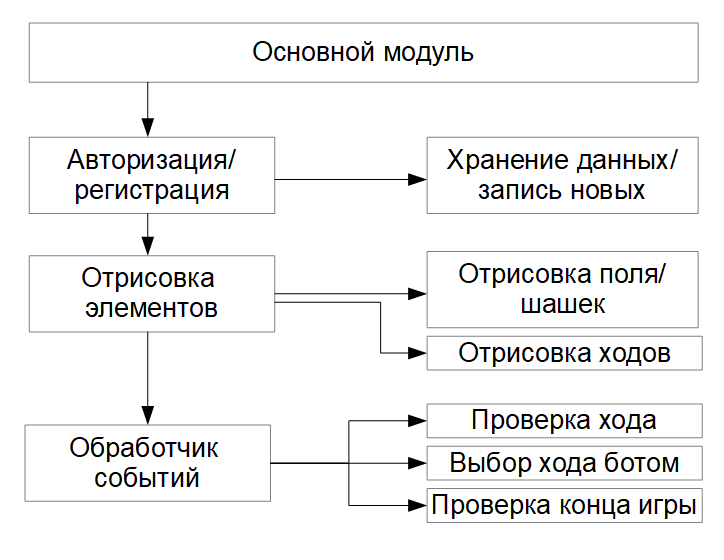 Основной модуль
Авторизация/
регистрация
Хранение данных/
запись новых
Отрисовка
элементов
Отрисовка поля/
шашек
Отрисовка ходов
Обработчик
событий
Проверка хода
Выбор хода ботом
Проверка конца игры